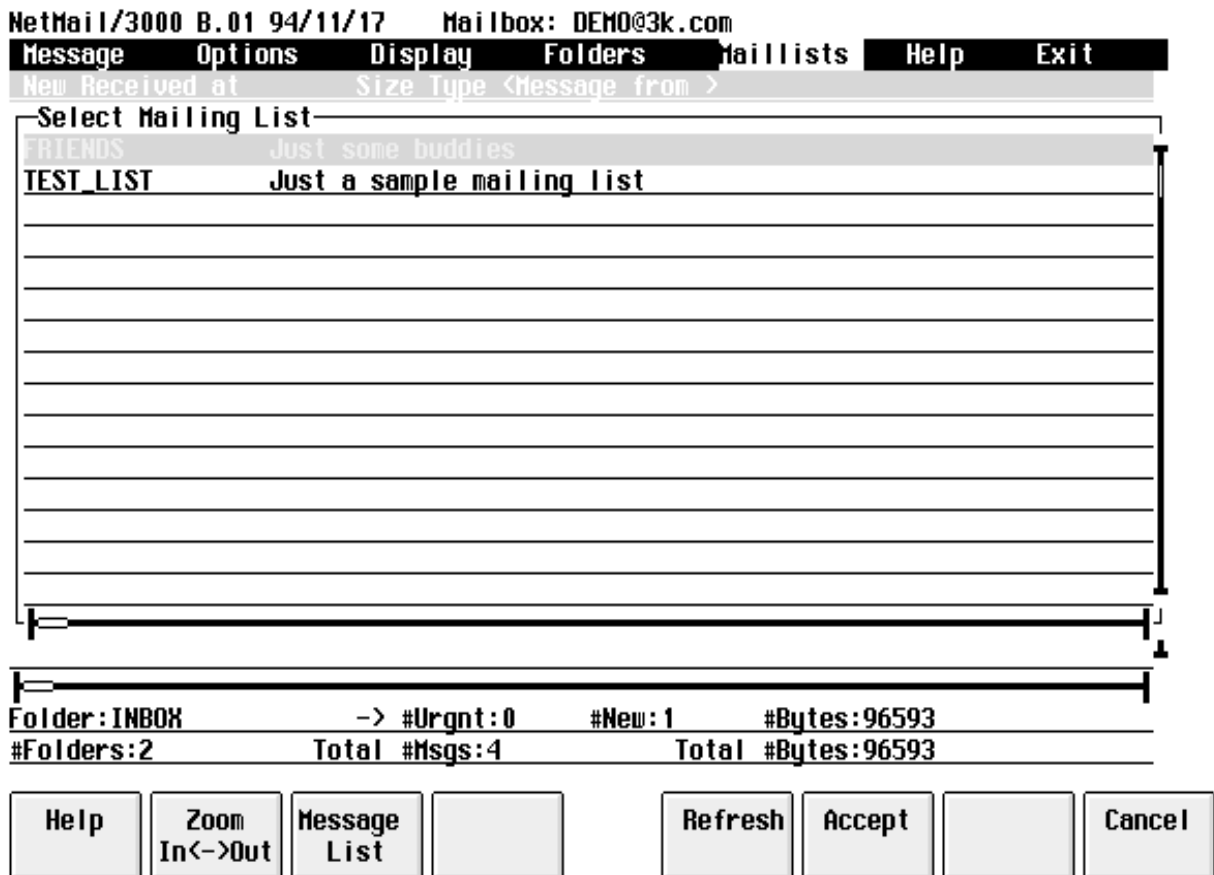 NetMail/3000 B.01 94/11/17 Mailbox: DEMO@3k.com
Message Options Display Folders Maillists Help Exit
New Received at Size Type <Message from >
Select Mailing List
FRIENDS Just some buddies
TEST_LIST Just a sample mailing list
Folder:INBOX -> #Urgnt:0 #New:1 #Bytes:96593
#Folders:2 Total #Msgs:4 Total #Bytes:96593
Help Zoom Message Refresh Accept Cancel
In<->Out List